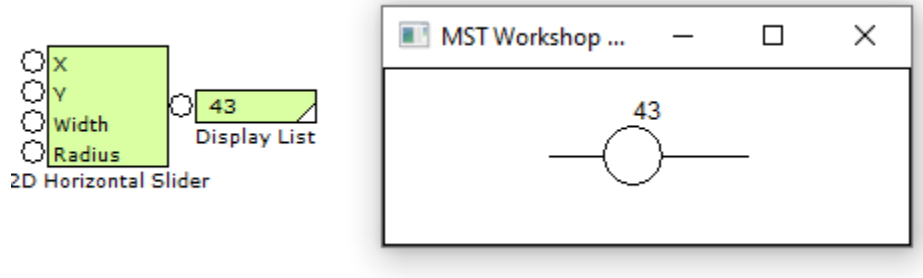 X
Y
Width
Radius
2D Horizontal Slider
43
Display List
MST Workshop ...
43